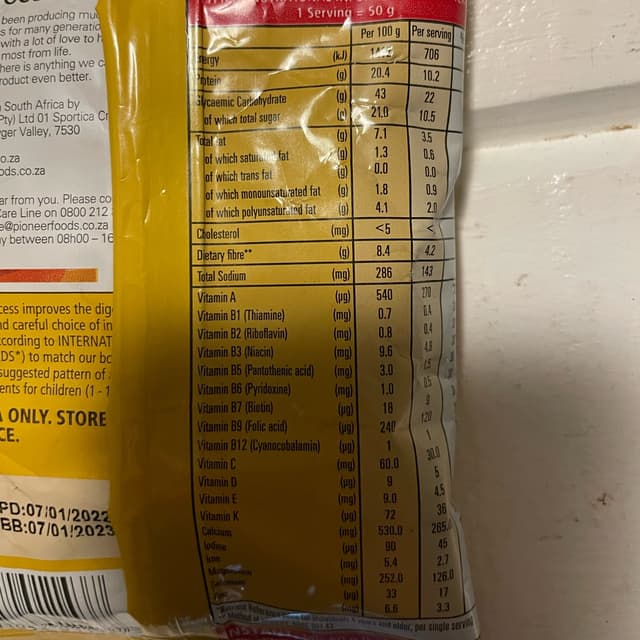 been producing mu
s for many generatio
with a lot of love to h
most from life.
here is anything we c
roduct even better.
South Africa by
Pty) Ltd 01 Sportica Cr
ger Valley, 7530
o.za
ods.co.za
ar from you. Please co
Care Line on 0800 212
e@pioneerfoods.co.za
ay between 08h00 – 16
cess improves the dig
nd careful choice of in
ccording to INTERNAT
DS*) to match our bo
suggested pattern of
ents for children (1 - 1
A ONLY. STORE
CE.
PD:07/01/2022
BB:07/01/2023
1 Serving = 50 g
Per 100 g Per serving
nergy (kJ) 706
Protein (g) 20.4 10.2
Glycaemic Carbohydrate (g) 43 22
of which total sugar (g) 21.0 10.5
Total fat (g) 7.1 3.5
of which saturated fat (g) 1.3 0.6
of which trans fat (g) 0.0 0.0
of which monounsaturated fat (g) 1.8 0.9
of which polyunsaturated fat (g) 4.1 2.0
Cholesterol (mg) <5 <
Dietary fibre** (g) 8.4 4.2
Total Sodium (mg) 286 143
Vitamin A (µg) 540 270
Vitamin B1 (Thiamine) (mg) 0.7 0.4
Vitamin B2 (Riboflavin) (mg) 0.8 0.4
Vitamin B3 (Niacin) (mg) 9.6 4.8
Vitamin B5 (Pantothenic acid) (mg) 3.0 1.5
Vitamin B6 (Pyridoxine) (mg) 1.0 0.5
Vitamin B7 (Biotin) (µg) 18 9
Vitamin B9 (Folic acid) (µg) 240 120
Vitamin B12 (Cyanocobalamin) (µg) 1 1
Vitamin C (mg) 60.0 30.0
Vitamin D (µg) 9 5
Vitamin E (mg) 9.0 4.5
Vitamin K (µg) 72 36
Calcium (mg) 530.0 265
Iodine (µg) 90 45
Iron (mg) 5.4 2.7
Magnesium (mg) 252.0 126.0
(µg) 33 17
6.6 3.3
and older, per single serving